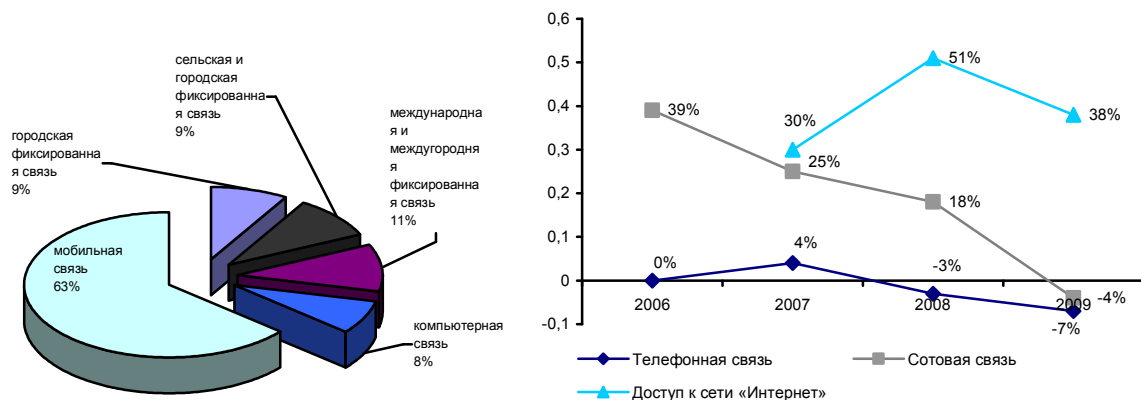 сельская и
городская
фиксированна
я связь
9%
городская
фиксированна
я связь
9%
международна
я и
междугородня
я
фиксированна
я связь
11%
мобильная
связь
63%
компьютерная
связь
8%
0,6
0,5
0,4
0,3
0,2
0,1
0
-0,1
39%
30%
25%
51%
18%
38%
0%
4%
-3%
-4%
-7%
2006
2007
2008
2009
Телефонная связь
Сотовая связь
Доступ к сети «Интернет»